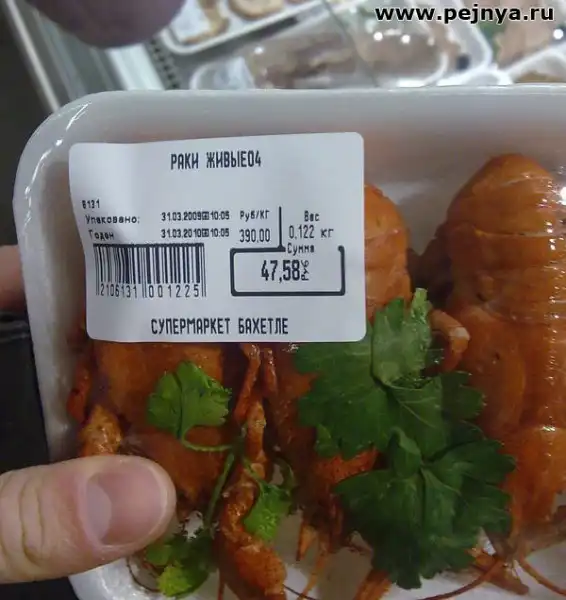 www.pejnya.ru
РАКИ ЖИВЫЕ04
6131
Упаковано: 31.03.2009 10:05 Руб/Кг Вес
Годен 31.03.2010 10:05 390,00 0,122 кг
Сумма
47,58 РУБ
2106131 001225
СУПЕРМАРКЕТ БАХЕТЛЕ